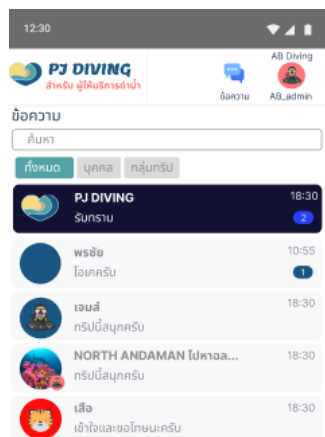 12:30
PJ DIVING
สำหรับ ผู้ให้บริการดำน้ำ
ข้อความ
AB Diving
AB_admin
ข้อความ
ค้นหา
ทั้งหมด บุคคล กลุ่มทริป
PJ DIVING 18:30
รับทราบ 2
พรชัย 10:55
โอเคครับ 1
เจมส์ 18:30
ทริปนี้สนุกครับ
NORTH ANDAMAN ไปหาฉล... 18:30
ทริปนี้สนุกครับ
เสือ 18:30
เข้าใจและขอโทษนะครับ